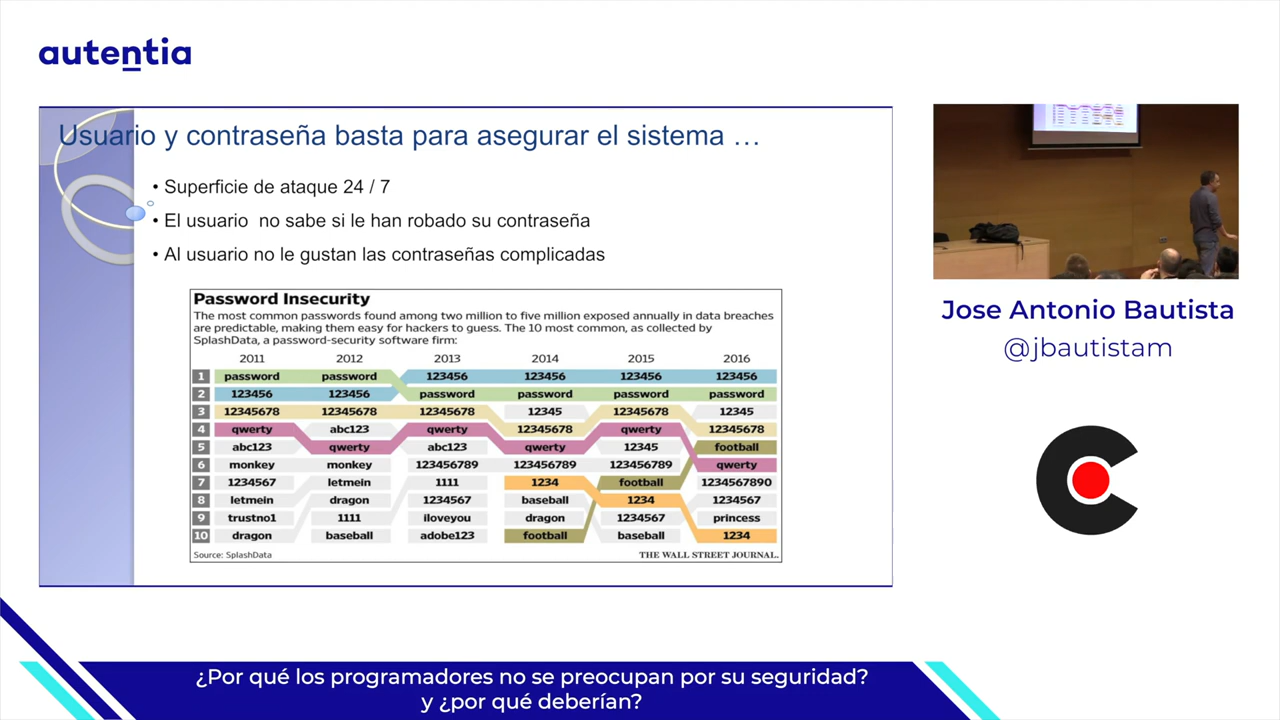 autentia
Usuario y contraseña basta para asegurar el sistema …
• Superficie de ataque 24 / 7
• El usuario no sabe si le han robado su contraseña
• Al usuario no le gustan las contraseñas complicadas
Password Insecurity
The most common passwords found among two million to five million exposed annually in data breaches
are predictable, making them easy for hackers to guess. The 10 most common, as collected by
SplashData, a password-security software firm:
2011 2012 2013 2014 2015 2016
1 password password 123456 123456 123456 123456
2 123456 123456 password password password password
3 12345678 12345678 12345678 12345 12345678 12345
4 qwerty abc123 qwerty 12345678 qwerty 12345678
5 abc123 qwerty abc123 qwerty 12345 football
6 monkey monkey 123456789 123456789 123456789 qwerty
7 1234567 letmein 1111 1234 football 1234567890
8 letmein dragon 1234567 baseball 1234 1234567
9 trustno1 1111 iloveyou dragon 1234567 princess
10 dragon baseball adobe123 football baseball 1234
Source: SplashData THE WALL STREET JOURNAL.
Jose Antonio Bautista
@jbautistam
¿Por qué los programadores no se preocupan por su seguridad?
y ¿por qué deberían?